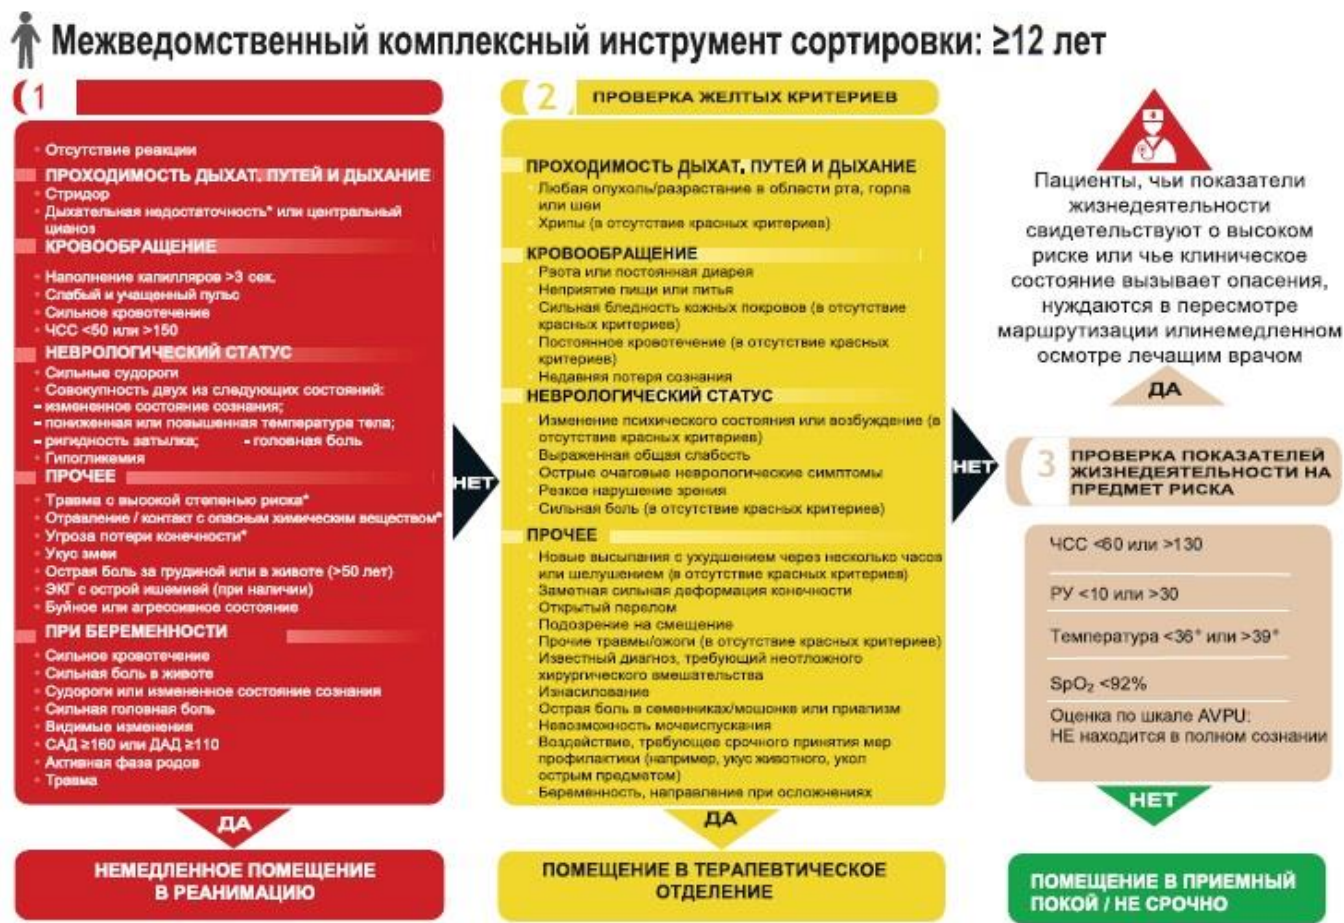 Межведомственный комплексный инструмент сортировки: ≥12 лет
1
Отсутствие реакции
ПРОХОДИМОСТЬ ДЫХАТ. ПУТЕЙ И ДЫХАНИЕ
Стридор
Дыхательная недостаточность* или центральный
цианоз
КРОВООБРАЩЕНИЕ
Наполнение капилляров >3 сек.
Слабый и учащенный пульс
Сильное кровотечение
ЧСС <50 или >150
НЕВРОЛОГИЧЕСКИЙ СТАТУС
Сильные судороги
Совокупность двух из следующих состояний:
– измененное состояние сознания;
– пониженная или повышенная температура тела;
– ригидность затылка; – головная боль
Гипогликемия
ПРОЧЕЕ
Травма с высокой степенью риска*
Отравление / контакт с опасным химическим веществом*
Угроза потери конечности*
Укус змеи
Острая боль за грудиной или в животе (>50 лет)
ЭКГ с острой ишемией (при наличии)
Буйное или агрессивное состояние
ПРИ БЕРЕМЕННОСТИ
Сильное кровотечение
Сильная боль в животе
Судороги или измененное состояние сознания
Сильная головная боль
Видимые изменения
САД ≥160 или ДАД ≥110
Активная фаза родов
Травма
ДА
НЕМЕДЛЕННОЕ ПОМЕЩЕНИЕ
В РЕАНИМАЦИЮ
НЕТ
2 ПРОВЕРКА ЖЕЛТЫХ КРИТЕРИЕВ
ПРОХОДИМОСТЬ ДЫХАТ. ПУТЕЙ И ДЫХАНИЕ
Любая опухоль/разрастание в области рта, горла
или шеи
Хрипы (в отсутствие красных критериев)
КРОВООБРАЩЕНИЕ
Рвота или постоянная диарея
Неприятие пищи или питья
Сильная бледность кожных покровов (в отсутствие
красных критериев)
Постоянное кровотечение (в отсутствие красных
критериев)
Недавняя потеря сознания
НЕВРОЛОГИЧЕСКИЙ СТАТУС
Изменение психического состояния или возбуждение (в
отсутствие красных критериев)
Выраженная общая слабость
Острые очаговые неврологические симптомы
Резкое нарушение зрения
Сильная боль (в отсутствие красных критериев)
ПРОЧЕЕ
Новые высыпания с ухудшением через несколько часов
или шелушением (в отсутствие красных критериев)
Заметная сильная деформация конечности
Открытый перелом
Подозрение на смещение
Прочие травмы/ожоги (в отсутствие красных критериев)
Известный диагноз, требующий неотложного
хирургического вмешательства
Изнасилование
Острая боль в семенниках/мошонке или приапизм
Невозможность мочеиспускания
Воздействие, требующее срочного принятия мер
профилактики (например, укус животного, укол
острым предметом)
Беременность, направление при осложнениях
ДА
ПОМЕЩЕНИЕ В ТЕРАПЕВТИЧЕСКОЕ
ОТДЕЛЕНИЕ
НЕТ
Пациенты, чьи показатели
жизнедеятельности
свидетельствуют о высоком
риске или чье клиническое
состояние вызывает опасения,
нуждаются в пересмотре
маршрутизации илинемедленном
осмотре лечащим врачом
ДА
3 ПРОВЕРКА ПОКАЗАТЕЛЕЙ
ЖИЗНЕДЕЯТЕЛЬНОСТИ НА
ПРЕДМЕТ РИСКА
ЧСС <60 или >130
РУ <10 или >30
Температура <36° или >39°
SpO₂ <92%
Оценка по шкале AVPU:
НЕ находится в полном сознании
НЕТ
ПОМЕЩЕНИЕ В ПРИЕМНЫЙ
ПОКОЙ / НЕ СРОЧНО